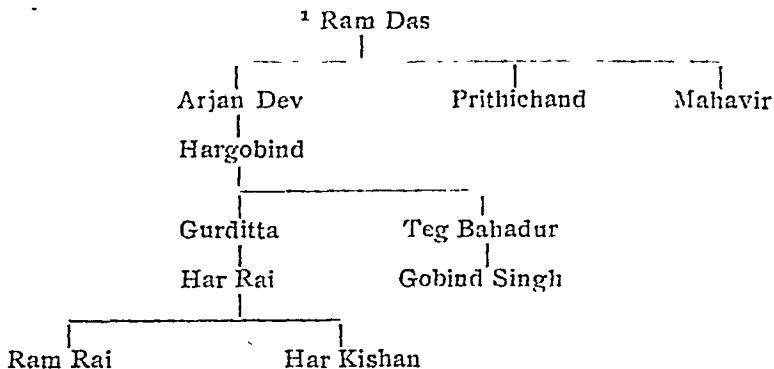 ¹ Ram Das
Arjan Dev Prithichand Mahavir
Hargobind
Gurditta Teg Bahadur
Har Rai Gobind Singh
Ram Rai Har Kishan